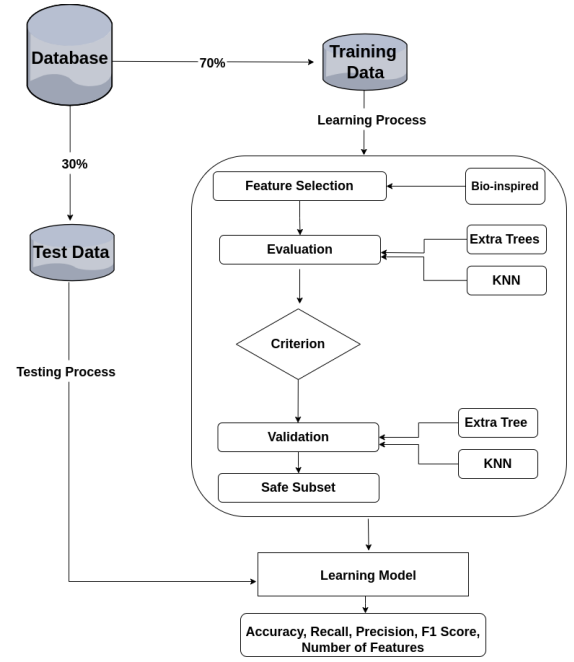 Database
70%
Training
Data
Learning Process
30%
Feature Selection
Bio-inspired
Test Data
Evaluation
Extra Trees
KNN
Criterion
Testing Process
Validation
Extra Tree
KNN
Safe Subset
Learning Model
Accuracy, Recall, Precision, F1 Score,
Number of Features